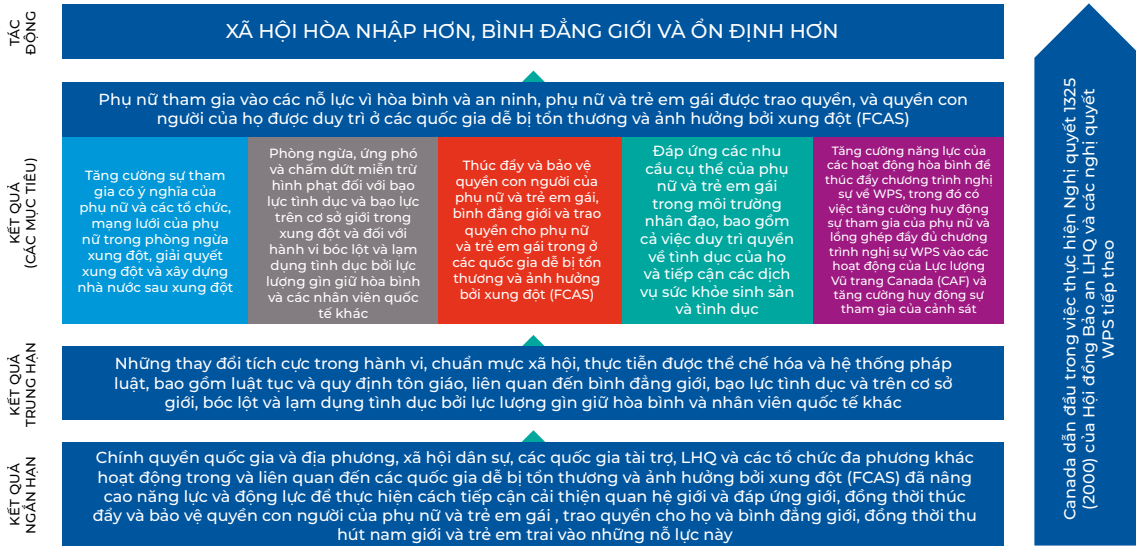 TÁC
ĐỘNG
XÃ HỘI HÒA NHẬP HƠN, BÌNH ĐẲNG GIỚI VÀ ỔN ĐỊNH HƠN
KẾT QUẢ
(CÁC MỤC TIÊU)
Phụ nữ tham gia vào các nỗ lực vì hòa bình và an ninh, phụ nữ và trẻ em gái được trao quyền, và quyền con
người của họ được duy trì ở các quốc gia dễ bị tổn thương và ảnh hưởng bởi xung đột (FCAS)
Tăng cường sự tham
gia có ý nghĩa của
phụ nữ và các tổ chức,
mạng lưới của phụ
nữ trong phòng ngừa
xung đột, giải quyết
xung đột và xây dựng
nhà nước sau xung đột
Phòng ngừa, ứng phó
và chấm dứt miễn trừ
hình phạt đối với bạo
lực tình dục và bạo lực
trên cơ sở giới trong
xung đột và đối với
hành vi bóc lột và lạm
dụng tình dục bởi lực
lượng gìn giữ hòa bình
và các nhân viên quốc
tế khác
Thúc đẩy và bảo vệ
quyền con người của
phụ nữ và trẻ em gái,
bình đẳng giới và trao
quyền cho phụ nữ
và trẻ em gái trong ở
các quốc gia dễ bị tổn
thương và ảnh hưởng
bởi xung đột (FCAS)
Đáp ứng các nhu
cầu cụ thể của phụ
nữ và trẻ em gái
trong môi trường
nhân đạo, bao gồm
cả việc duy trì quyền
về tình dục của họ
và tiếp cận các dịch
vụ sức khỏe sinh sản
và tình dục
Tăng cường năng lực của
các hoạt động hòa bình để
thúc đẩy chương trình nghị
sự về WPS, trong đó có
việc tăng cường huy động
sự tham gia của phụ nữ và
lồng ghép đầy đủ chương
trình nghị sự WPS vào các
hoạt động của Lực lượng
Vũ trang Canada (CAF) và
tăng cường huy động sự
tham gia của cảnh sát
KẾT QUẢ
TRUNG HẠN
Những thay đổi tích cực trong hành vi, chuẩn mực xã hội, thực tiễn được thể chế hóa và hệ thống pháp
luật, bao gồm luật tục và quy định tôn giáo, liên quan đến bình đẳng giới, bạo lực tình dục và trên cơ sở
giới, bóc lột và lạm dụng tình dục bởi lực lượng gìn giữ hòa bình và nhân viên quốc tế khác
KẾT QUẢ
NGẮN HẠN
Chính quyền quốc gia và địa phương, xã hội dân sự, các quốc gia tài trợ, LHQ và các tổ chức đa phương khác
hoạt động trong và liên quan đến các quốc gia dễ bị tổn thương và ảnh hưởng bởi xung đột (FCAS) đã nâng
cao năng lực và động lực để thực hiện cách tiếp cận cải thiện quan hệ giới và đáp ứng giới, đồng thời thúc
đẩy và bảo vệ quyền con người của phụ nữ và trẻ em gái , trao quyền cho họ và bình đẳng giới, đồng thời thu
hút nam giới và trẻ em trai vào những nỗ lực này
Canada dẫn đầu trong việc thực hiện Nghị quyết 1325
(2000) của Hội đồng Bảo an LHQ và các nghị quyết
WPS tiếp theo